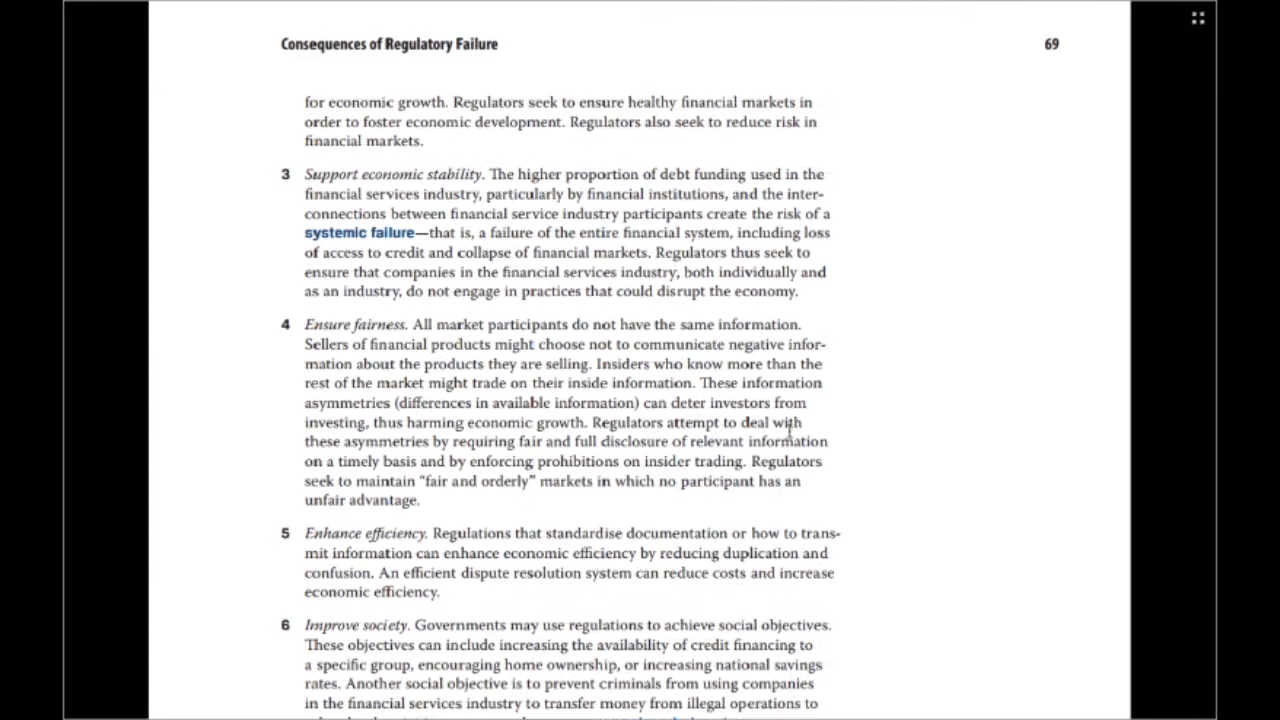 Consequences of Regulatory Failure 69
for economic growth. Regulators seek to ensure healthy financial markets in
order to foster economic development. Regulators also seek to reduce risk in
financial markets.
3 Support economic stability. The higher proportion of debt funding used in the
financial services industry, particularly by financial institutions, and the inter-
connections between financial service industry participants create the risk of a
systemic failure—that is, a failure of the entire financial system, including loss
of access to credit and collapse of financial markets. Regulators thus seek to
ensure that companies in the financial services industry, both individually and
as an industry, do not engage in practices that could disrupt the economy.
4 Ensure fairness. All market participants do not have the same information.
Sellers of financial products might choose not to communicate negative infor-
mation about the products they are selling. Insiders who know more than the
rest of the market might trade on their inside information. These information
asymmetries (differences in available information) can deter investors from
investing, thus harming economic growth. Regulators attempt to deal with
these asymmetries by requiring fair and full disclosure of relevant information
on a timely basis and by enforcing prohibitions on insider trading. Regulators
seek to maintain “fair and orderly” markets in which no participant has an
unfair advantage.
5 Enhance efficiency. Regulations that standardise documentation or how to trans-
mit information can enhance economic efficiency by reducing duplication and
confusion. An efficient dispute resolution system can reduce costs and increase
economic efficiency.
6 Improve society. Governments may use regulations to achieve social objectives.
These objectives can include increasing the availability of credit financing to
a specific group, encouraging home ownership, or increasing national savings
rates. Another social objective is to prevent criminals from using companies
in the financial services industry to transfer money from illegal operations to